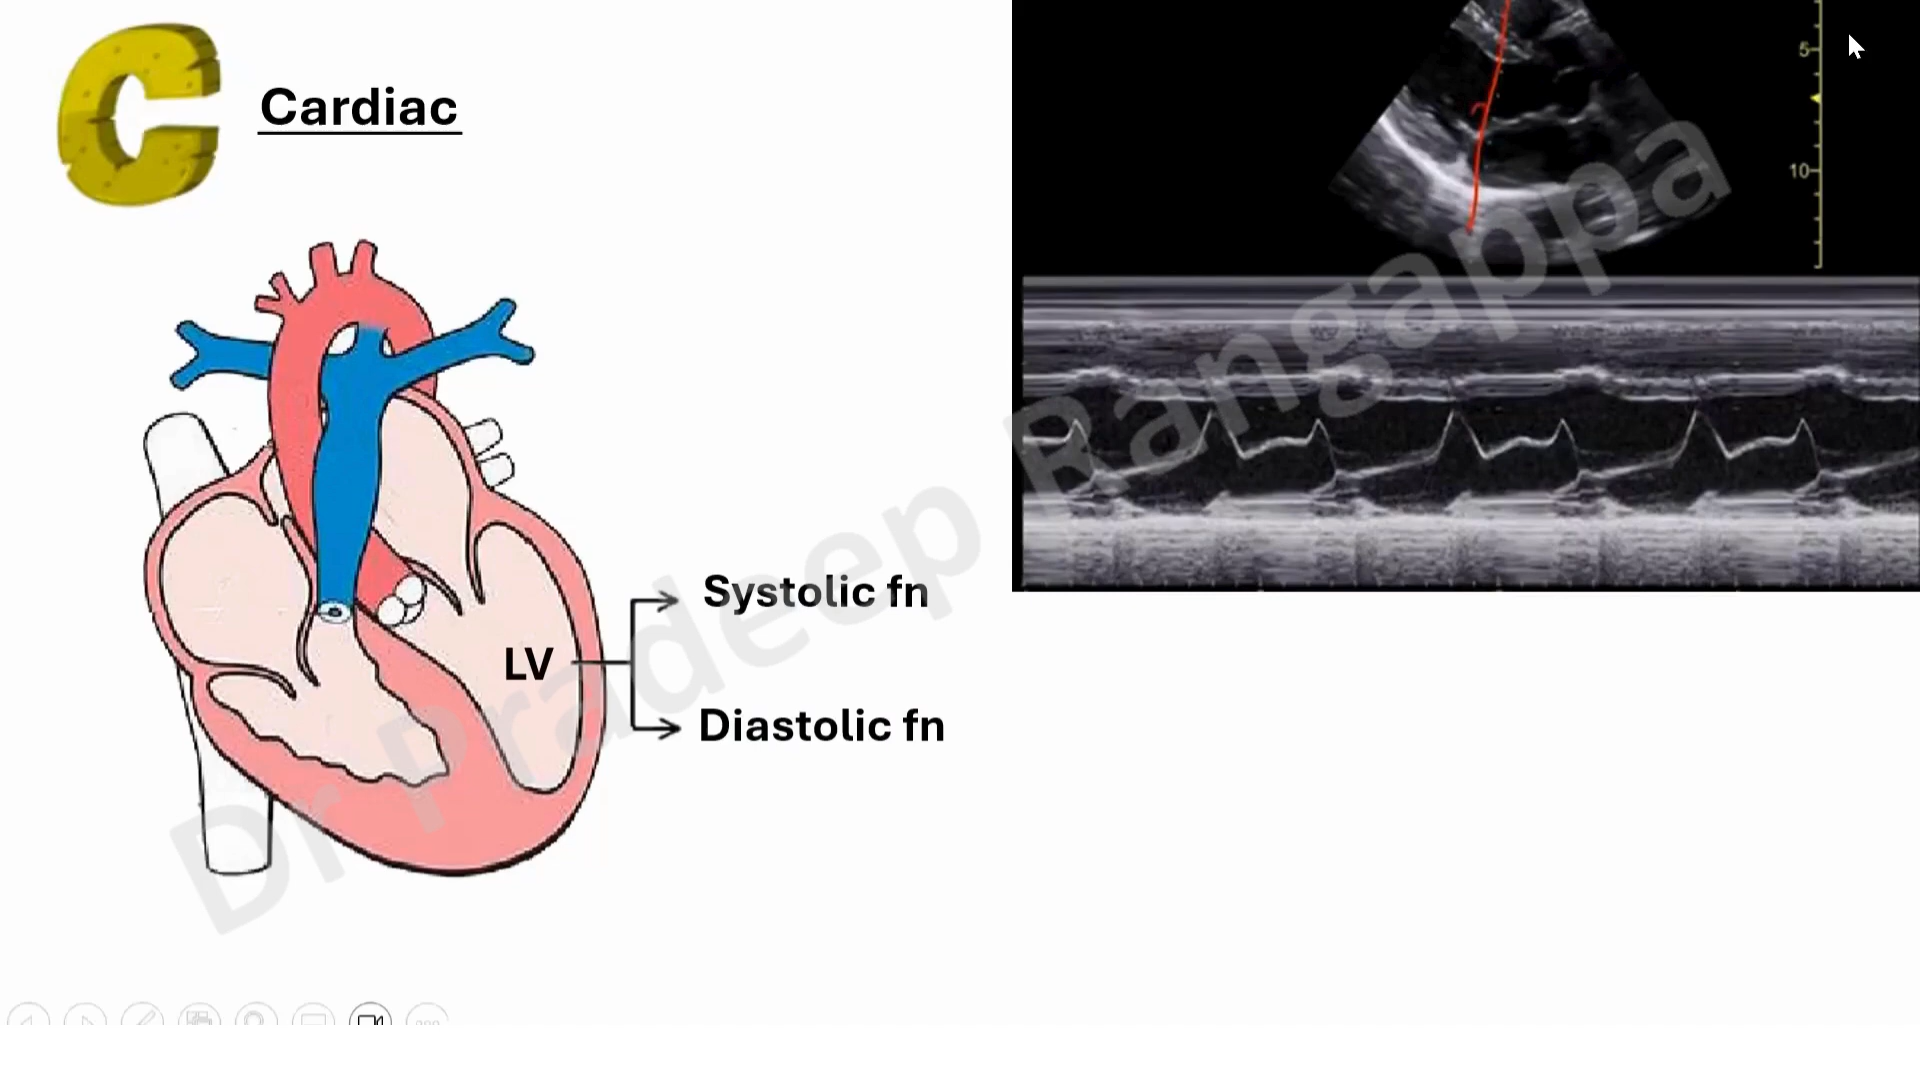 C
Cardiac
5
10
Systolic fn
LV
Diastolic fn
Dr Pradeep Rangappa